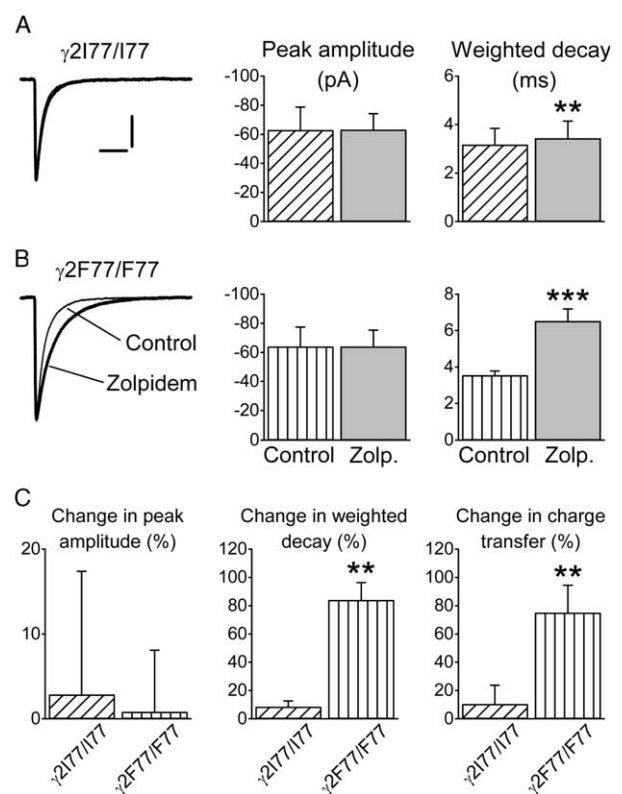 A
γ2I77/I77
Peak amplitude
(pA)
-100
-80
-60
-40
-20
0
Weighted decay
(ms)
6
4
2
0
**
B
γ2F77/F77
Control
Zolpidem
-100
-80
-60
-40
-20
0
Control Zolp.
8
6
4
2
0
***
Control Zolp.
C
Change in peak
amplitude (%)
20
10
0
γ2I77/I77
γ2F77/F77
Change in weighted
decay (%)
120
100
80
60
40
20
0
**
γ2I77/I77
γ2F77/F77
Change in charge
transfer (%)
120
100
80
60
40
20
0
**
γ2I77/I77
γ2F77/F77